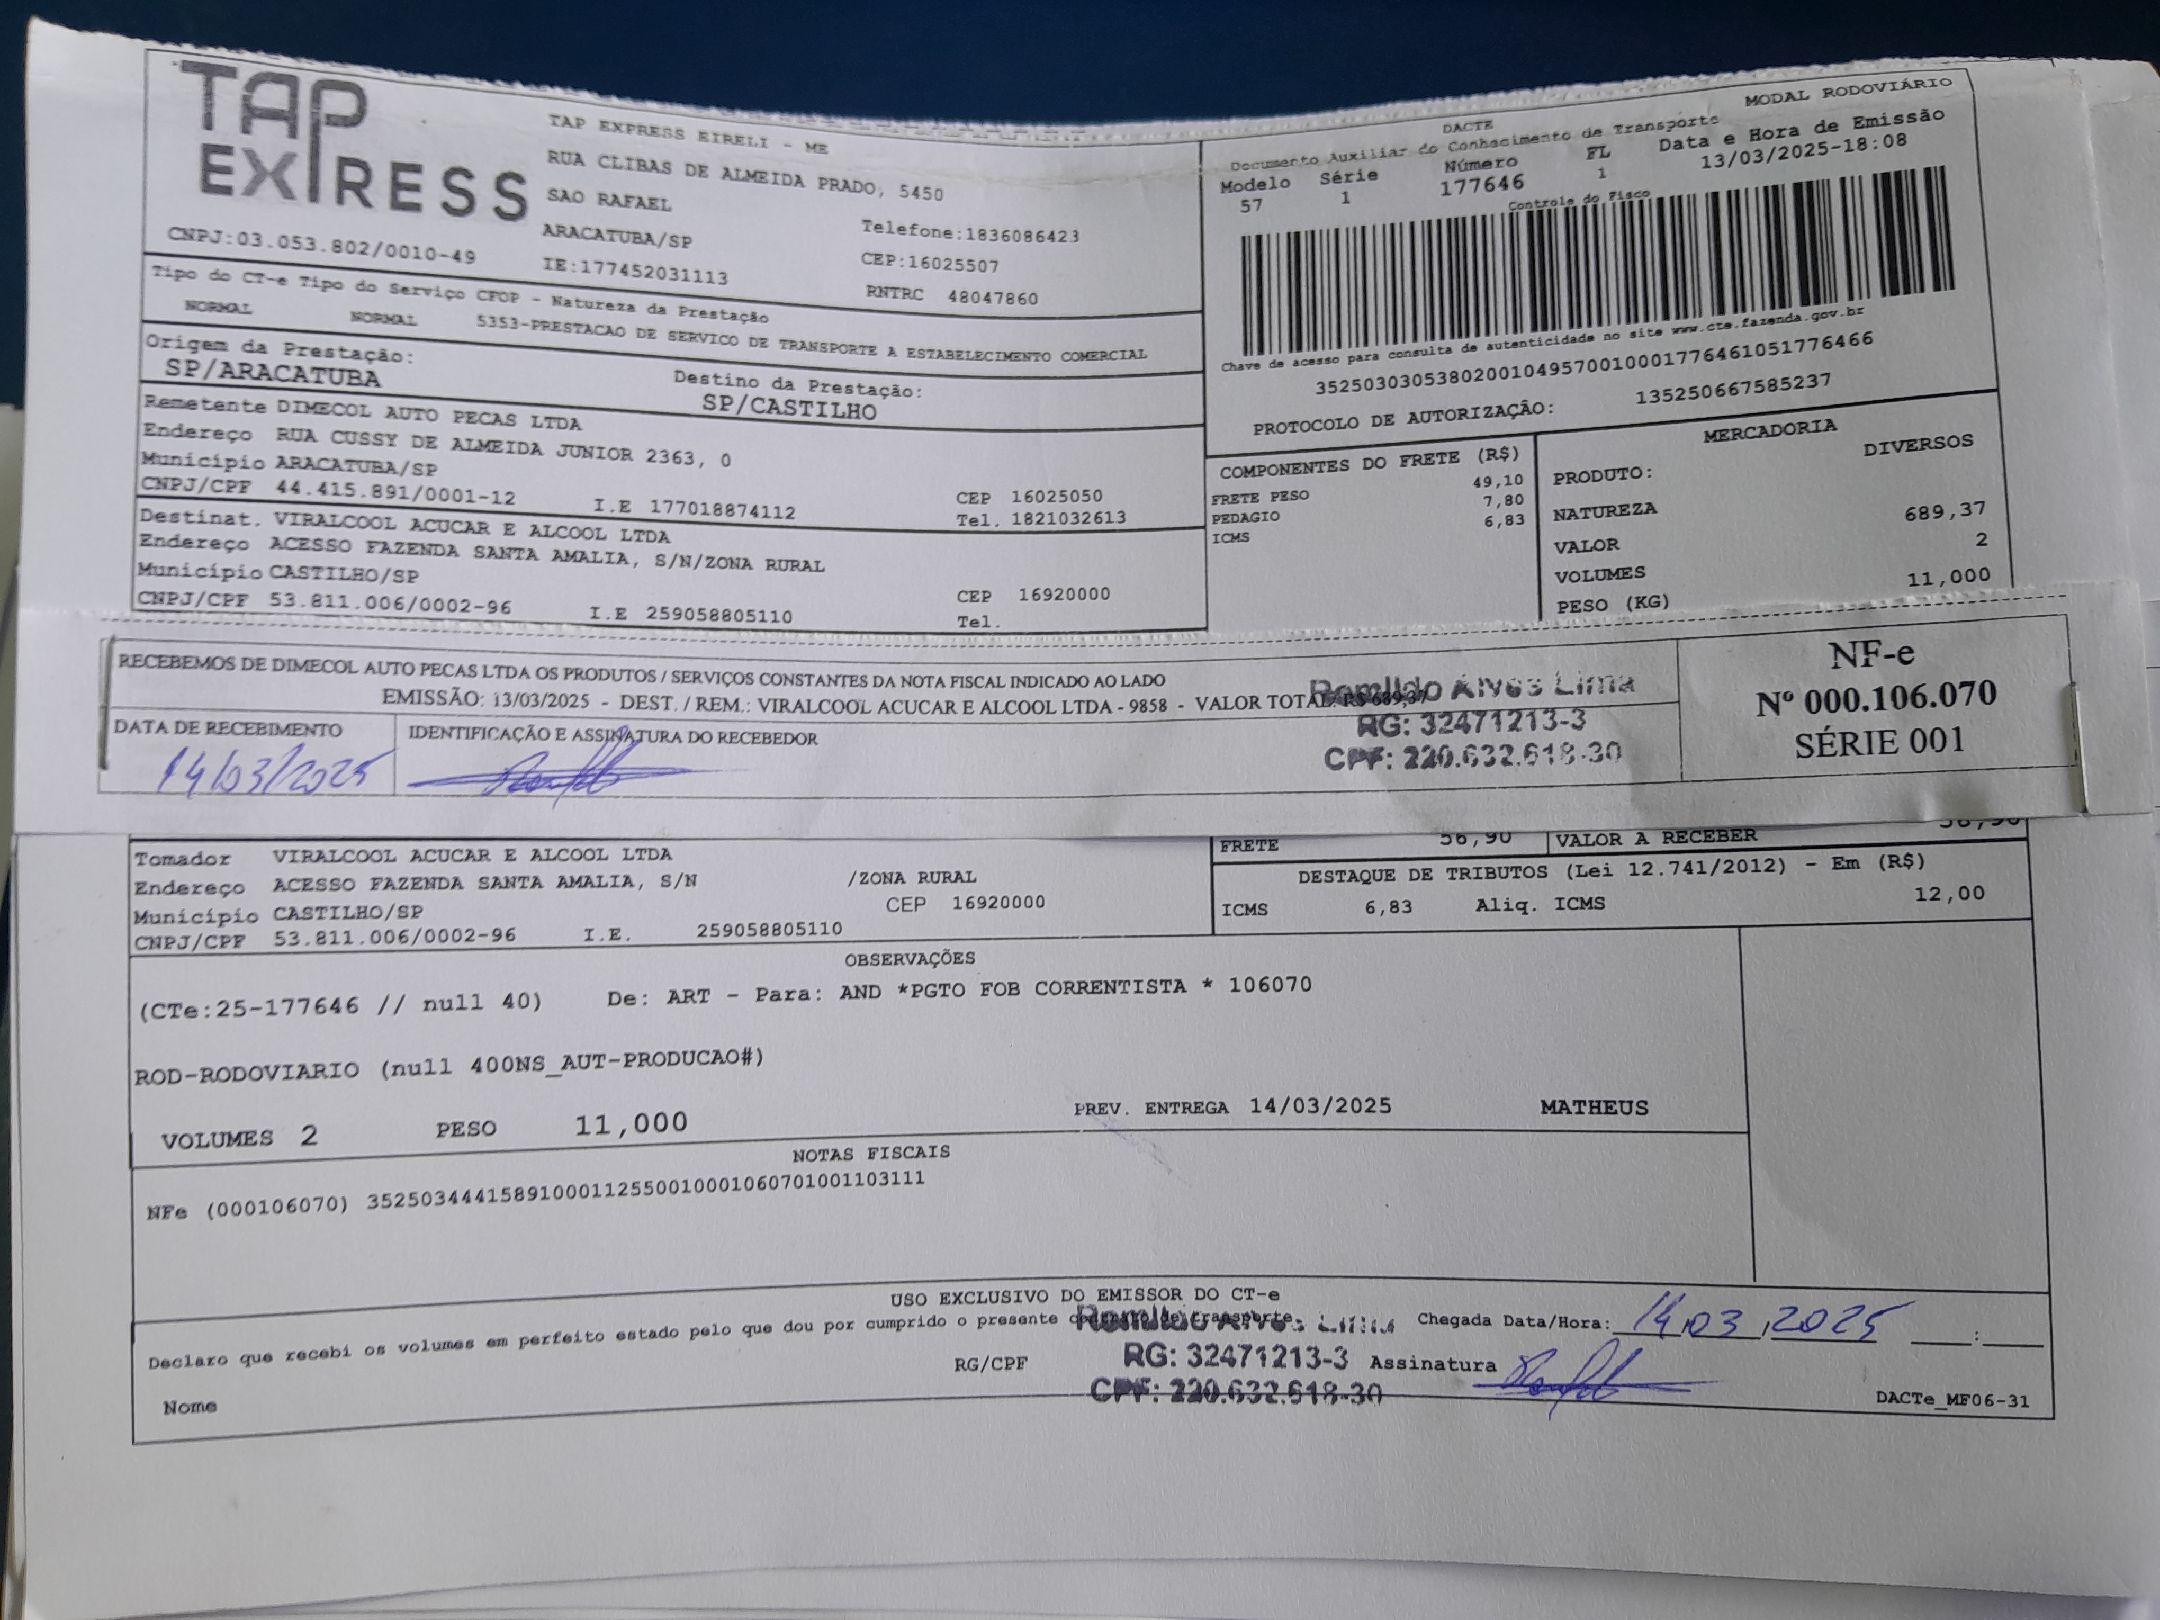 TAP EXPRESS
TAP EXPRESS EIRELI - ME
RUA CLIBAS DE ALMEIDA PRADO, 5450
SAO RAFAEL
ARACATUBA/SP
Telefone:1836086423
CNPJ:03.053.802/0010-49
IE:177452031113
CEP:16025507
RNTRC 48047860
MODAL RODOVIÁRIO
DACTE
Documento Auxiliar do Conhecimento de Transporte
Modelo Série Número FL Data e Hora de Emissão
57 1 177646 1 13/03/2025-18:08
Controle do Fisco
Chave de acesso para consulta de autenticidade no site www.cte.fazenda.gov.br
35250303053802001049570010001776461051776466
PROTOCOLO DE AUTORIZAÇÃO: 135250667585237
Tipo do CT-e Tipo do Serviço CFOP - Natureza da Prestação
NORMAL NORMAL 5353-PRESTACAO DE SERVICO DE TRANSPORTE A ESTABELECIMENTO COMERCIAL
Origem da Prestação: Destino da Prestação:
SP/ARACATUBA SP/CASTILHO
Remetente DIMECOL AUTO PECAS LTDA
Endereço RUA CUSSY DE ALMEIDA JUNIOR 2363, 0
Município ARACATUBA/SP CEP 16025050
CNPJ/CPF 44.415.891/0001-12 I.E 177018874112 Tel. 1821032613
Destinat. VIRALCOOL ACUCAR E ALCOOL LTDA
Endereço ACESSO FAZENDA SANTA AMALIA, S/N/ZONA RURAL
Município CASTILHO/SP CEP 16920000
CNPJ/CPF 53.811.006/0002-96 I.E 259058805110 Tel.
COMPONENTES DO FRETE (R$)
FRETE PESO 49,10
PEDAGIO 7,80
ICMS 6,83
MERCADORIA
PRODUTO: DIVERSOS
NATUREZA
VALOR 689,37
VOLUMES 2
PESO (KG) 11,000
RECEBEMOS DE DIMECOL AUTO PECAS LTDA OS PRODUTOS / SERVIÇOS CONSTANTES DA NOTA FISCAL INDICADO AO LADO
EMISSÃO: 13/03/2025 - DEST. / REM.: VIRALCOOL ACUCAR E ALCOOL LTDA - 9858 - VALOR TOTAL: R$ 689,37
DATA DE RECEBIMENTO IDENTIFICAÇÃO E ASSINATURA DO RECEBEDOR
14/03/2025
Romildo Alves Lima
RG: 32471213-3
CPF: 220.632.618-30
NF-e
Nº 000.106.070
SÉRIE 001
FRETE 56,90 VALOR A RECEBER 56,90
Tomador VIRALCOOL ACUCAR E ALCOOL LTDA
Endereço ACESSO FAZENDA SANTA AMALIA, S/N /ZONA RURAL
Município CASTILHO/SP CEP 16920000
CNPJ/CPF 53.811.006/0002-96 I.E. 259058805110
DESTAQUE DE TRIBUTOS (Lei 12.741/2012) - Em (R$)
ICMS 6,83 Aliq. ICMS 12,00
OBSERVAÇÕES
(CTe:25-177646 // null 40) De: ART - Para: AND *PGTO FOB CORRENTISTA * 106070
ROD-RODOVIARIO (null 400NS_AUT-PRODUCAO#)
VOLUMES 2 PESO 11,000 PREV. ENTREGA 14/03/2025 MATHEUS
NOTAS FISCAIS
NFe (000106070) 35250344415891000112550010001060701001103111
USO EXCLUSIVO DO EMISSOR DO CT-e
Declaro que recebi os volumes em perfeito estado pelo que dou por cumprido o presente contrato de transporte. Chegada Data/Hora: 14,03,2025 :
Romildo Alves Lima
RG: 32471213-3
CPF: 220.632.618-30
Nome RG/CPF Assinatura
DACTe_MF06-31